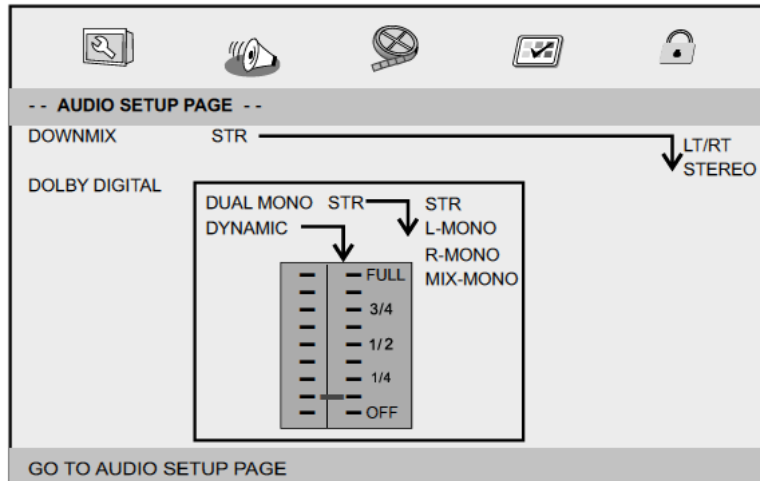 -- AUDIO SETUP PAGE --
DOWNMIX STR LT/RT
STEREO
DOLBY DIGITAL
DUAL MONO STR STR
DYNAMIC L-MONO
R-MONO
FULL MIX-MONO
3/4
1/2
1/4
OFF
GO TO AUDIO SETUP PAGE